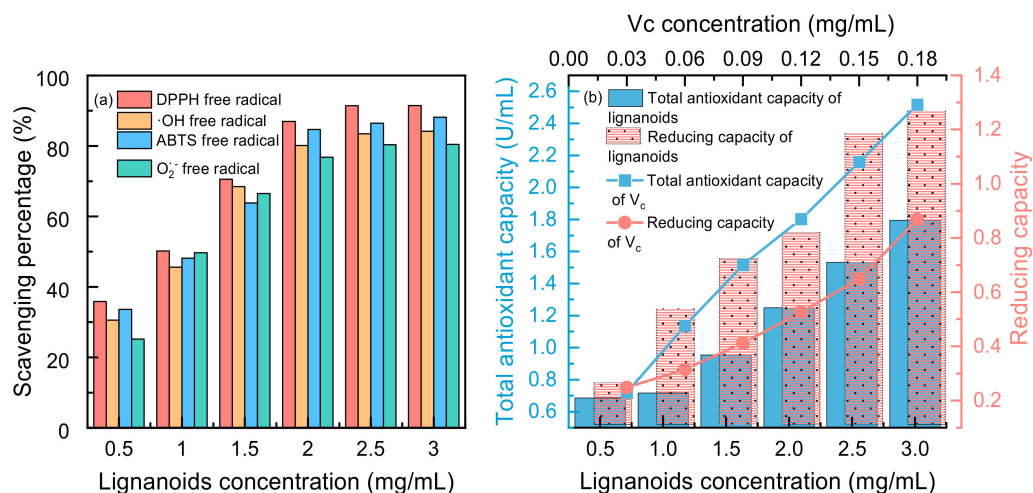 Vc concentration (mg/mL)
0.00 0.03 0.06 0.09 0.12 0.15 0.18
Scavenging percentage (%)
100
80
60
40
20
0
(a)
DPPH free radical
·OH free radical
ABTS free radical
O₂·⁻ free radical
0.5 1 1.5 2 2.5 3
Lignanoids concentration (mg/mL)
Total antioxidant capacity (U/mL)
2.6
2.4
2.2
2.0
1.8
1.6
1.4
1.2
1.0
0.8
0.6
(b)
Total antioxidant capacity of
lignanoids
Reducing capacity of
lignanoids
Total antioxidant capacity
of Vc
Reducing capacity
of Vc
1.4
1.2
1.0
0.8
0.6
0.4
0.2
Reducing capacity
0.5 1.0 1.5 2.0 2.5 3.0
Lignanoids concentration (mg/mL)